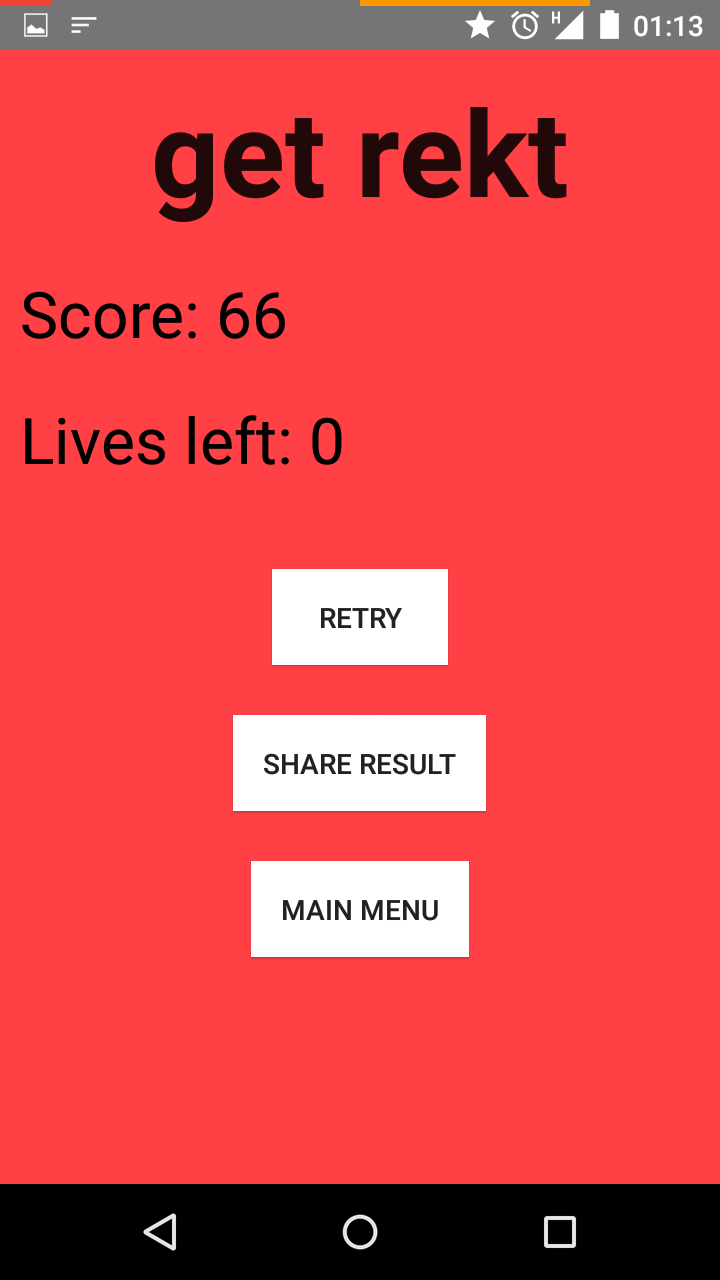 H 01:13
get rekt
Score: 66
Lives left: 0
RETRY
SHARE RESULT
MAIN MENU